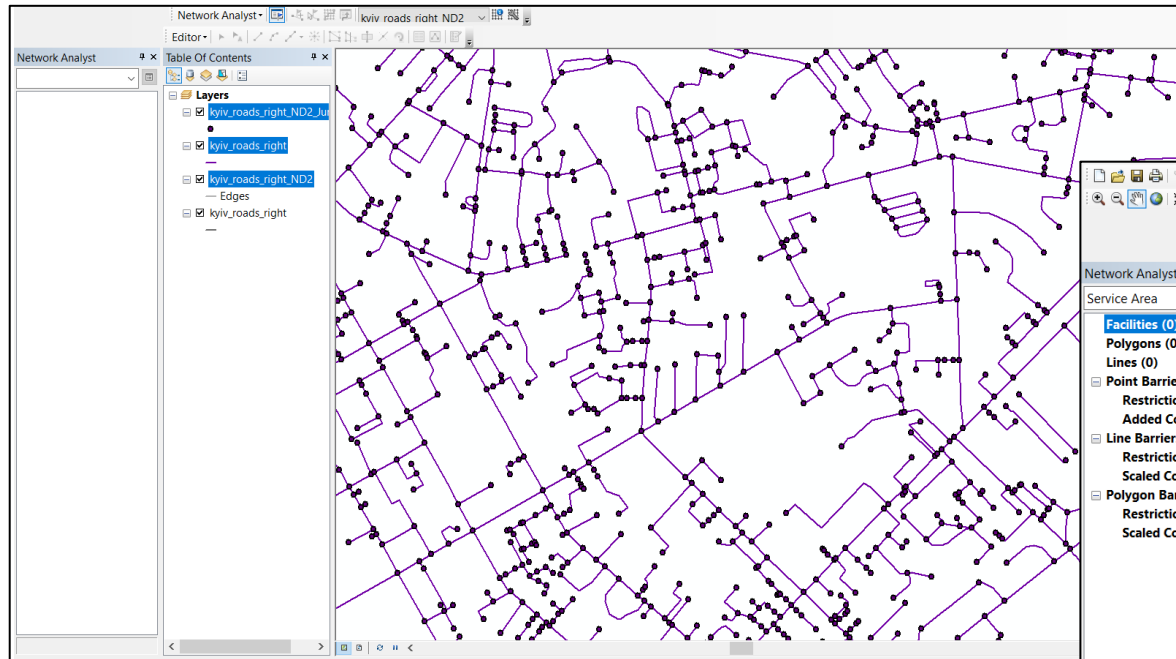 Network Analyst
kyiv_roads_right_ND2
Editor
Network Analyst
Table Of Contents
Layers
kyiv_roads_right_ND2_Ju
kyiv_roads_right
kyiv_roads_right_ND2
Edges
kyiv_roads_right
Network Analyst
Service Area
Facilities (0)
Polygons (0
Lines (0)
Point Barrie
Restrictio
Added Co
Line Barrier
Restrictio
Scaled Co
Polygon Bar
Restrictio
Scaled Co